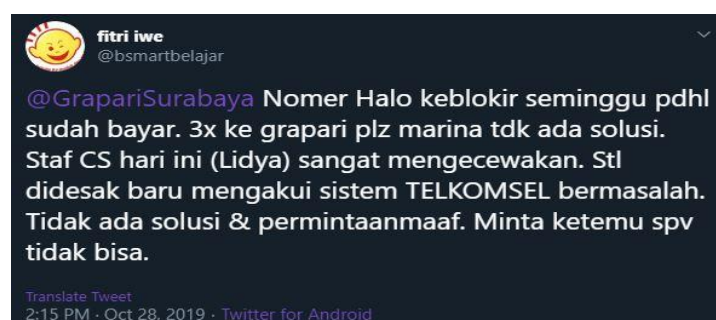 fitri iwe
@bsmartbelajar
@GrapariSurabaya Nomer Halo keblokir seminggu pdhl
sudah bayar. 3x ke grapari plz marina tdk ada solusi.
Staf CS hari ini (Lidya) sangat mengecewakan. Stl
didesak baru mengakui sistem TELKOMSEL bermasalah.
Tidak ada solusi & permintaanmaaf. Minta ketemu spv
tidak bisa.
Translate Tweet
2:15 PM · Oct 28, 2019 · Twitter for Android